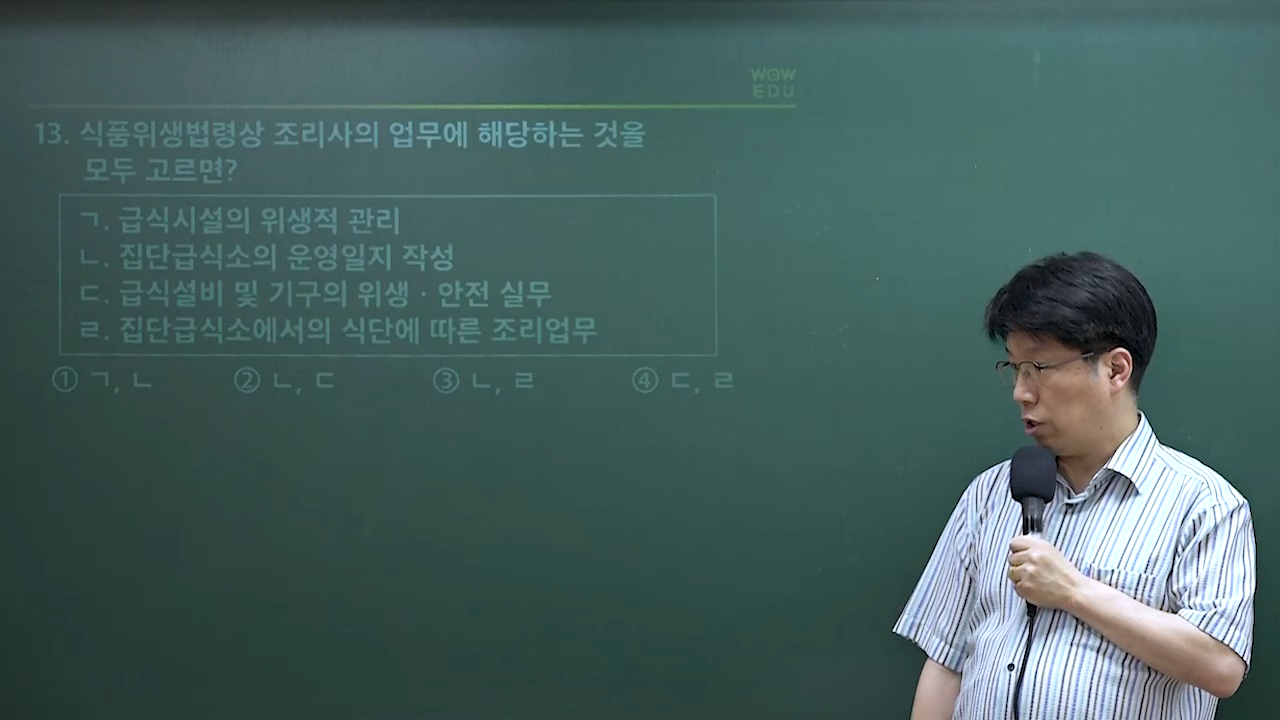 WOW
EDU
13. 식품위생법령상 조리사의 업무에 해당하는 것을
모두 고르면?
ㄱ. 급식시설의 위생적 관리
ㄴ. 집단급식소의 운영일지 작성
ㄷ. 급식설비 및 기구의 위생 · 안전 실무
ㄹ. 집단급식소에서의 식단에 따른 조리업무
① ㄱ, ㄴ ② ㄴ, ㄷ ③ ㄴ, ㄹ ④ ㄷ, ㄹ